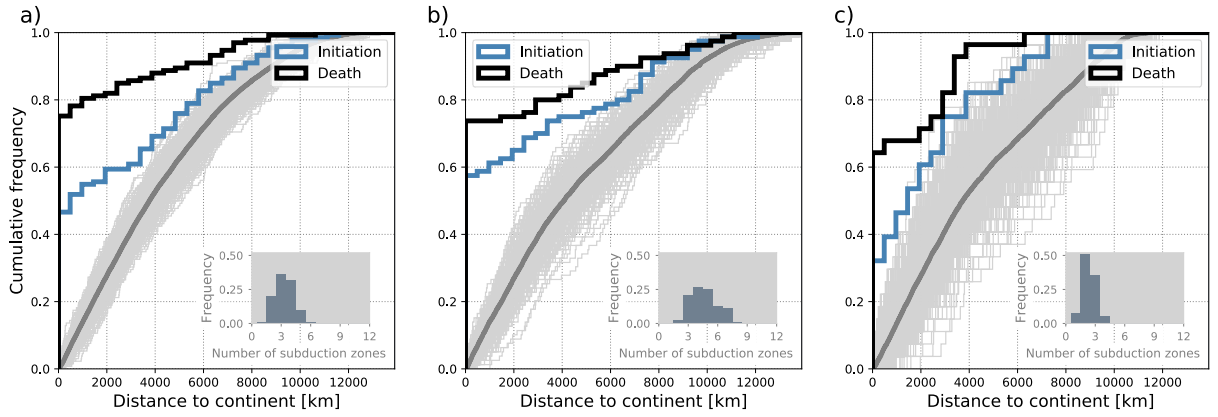 a)
Cumulative frequency
1.0
0.8
0.6
0.4
0.2
0.0
Initiation
Death
Frequency
0.50
0.25
0.00
3 6 9 12
Number of subduction zones
0 2000 4000 6000 8000 10000 12000
Distance to continent [km]
b)
1.0
0.8
0.6
0.4
0.2
0.0
Initiation
Death
Frequency
0.50
0.25
0.00
3 6 9 12
Number of subduction zones
0 2000 4000 6000 8000 10000 12000
Distance to continent [km]
c)
1.0
0.8
0.6
0.4
0.2
0.0
Initiation
Death
Frequency
0.50
0.25
0.00
3 6 9 12
Number of subduction zones
0 2000 4000 6000 8000 10000 12000
Distance to continent [km]